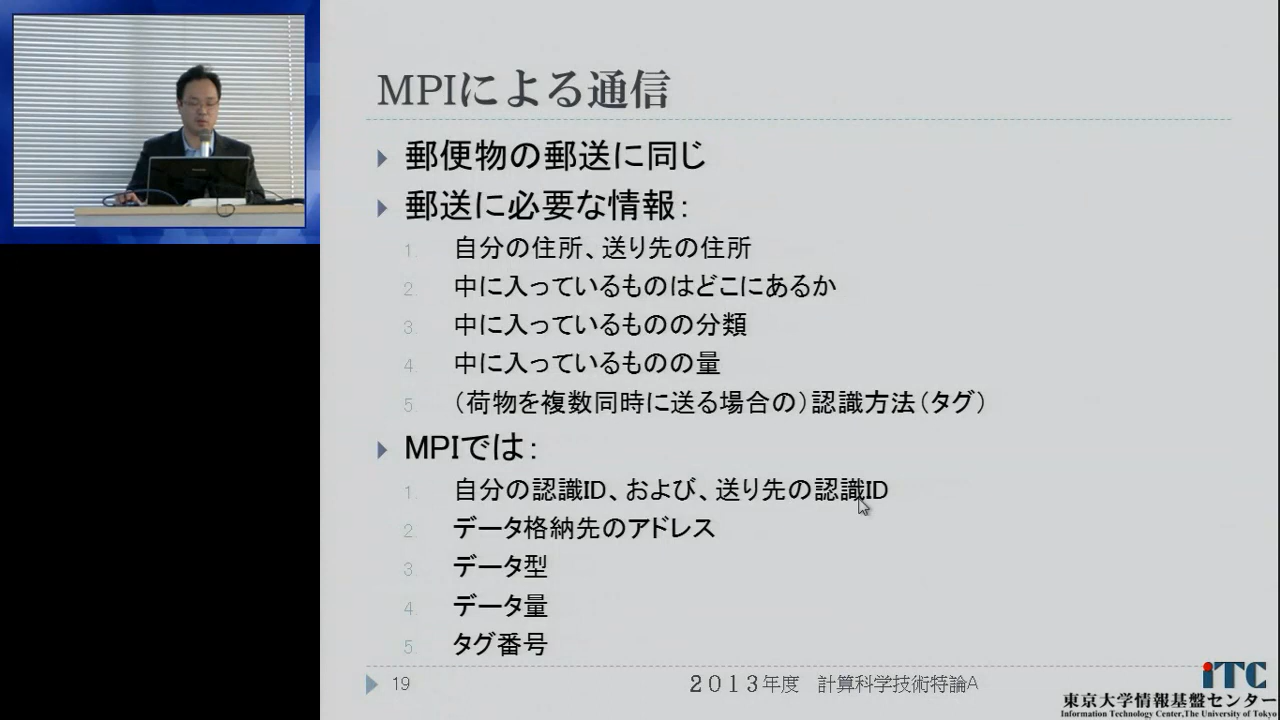 MPIによる通信
郵便物の郵送に同じ
郵送に必要な情報：
1. 自分の住所、送り先の住所
2. 中に入っているものはどこにあるか
3. 中に入っているものの分類
4. 中に入っているものの量
5. （荷物を複数同時に送る場合の）認識方法（タグ）
MPIでは：
1. 自分の認識ID、および、送り先の認識ID
2. データ格納先のアドレス
3. データ型
4. データ量
5. タグ番号
19
２０１３年度　計算科学技術特論A
iTC
東京大学情報基盤センター
Information Technology Center,The University of Tokyo